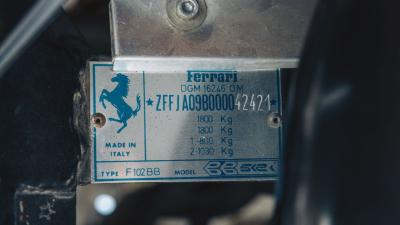 Ferrari
DGM 16246 OM
*ZFFJA09B000042421*
1800 Kg
1800 Kg
1-800 Kg
2-1030 Kg
MADE IN
ITALY
TYPE F102BB MODEL